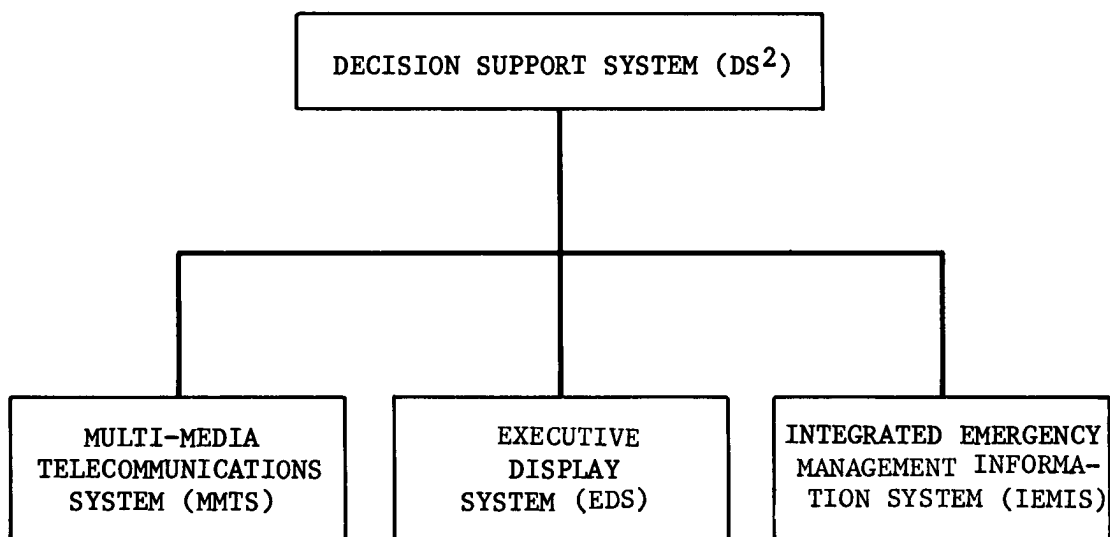 DECISION SUPPORT SYSTEM (DS²)
MULTI-MEDIA
TELECOMMUNICATIONS
SYSTEM (MMTS)
EXECUTIVE
DISPLAY
SYSTEM (EDS)
INTEGRATED EMERGENCY
MANAGEMENT INFORMA-
TION SYSTEM (IEMIS)